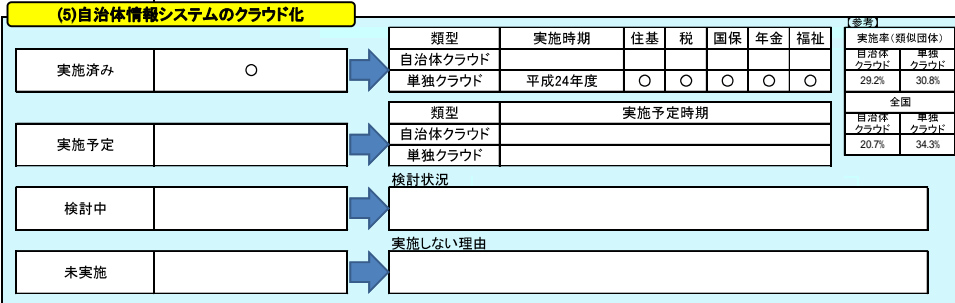 (5)自治体情報システムのクラウド化
【参考】
実施済み ○
類型 実施時期 住基 税 国保 年金 福祉
自治体クラウド
単独クラウド 平成24年度 ○ ○ ○ ○ ○
実施率(類似団体)
自治体クラウド 単独クラウド
29.2% 30.8%
全国
自治体クラウド 単独クラウド
20.7% 34.3%
実施予定
類型 実施予定時期
自治体クラウド
単独クラウド
検討状況
検討中
実施しない理由
未実施